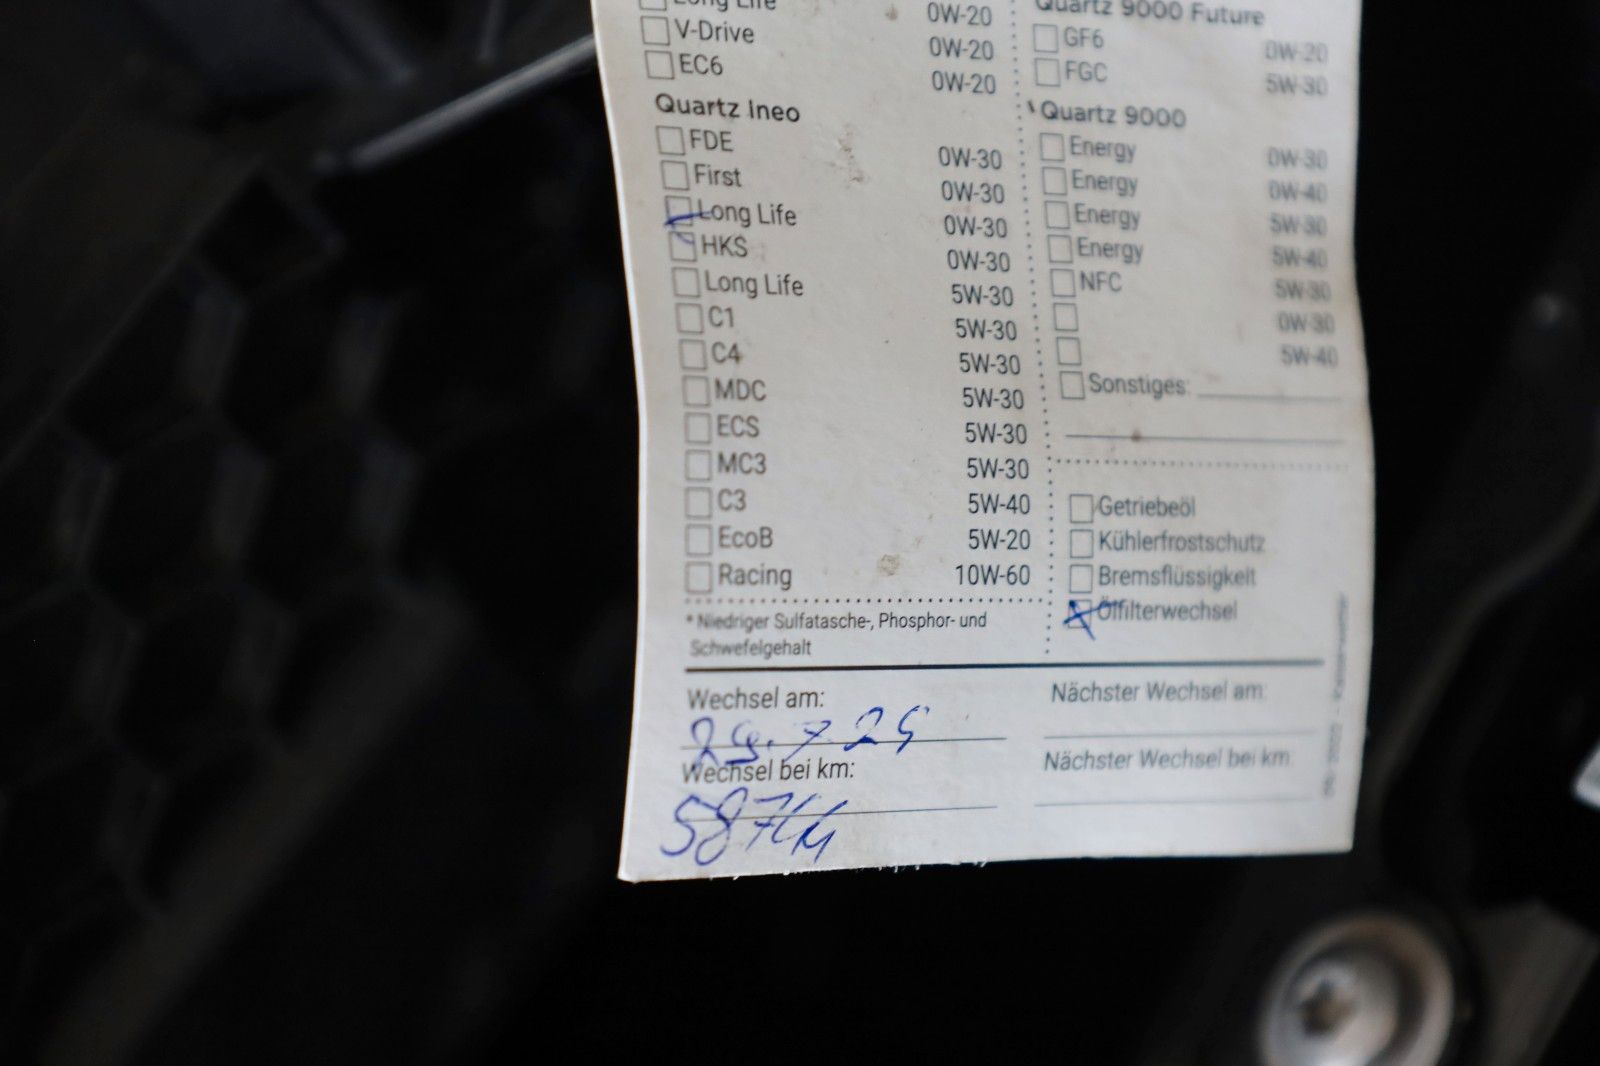 Long Life 0W-20
V-Drive 0W-20
EC6 0W-20
Quartz Ineo
FDE 0W-30
First 0W-30
Long Life 0W-30
HKS 0W-30
Long Life 5W-30
C1 5W-30
C4 5W-30
MDC 5W-30
ECS 5W-30
MC3 5W-30
C3 5W-40
EcoB 5W-20
Racing 10W-60
* Niedriger Sulfatasche-, Phosphor- und
Schwefelgehalt
Quartz 9000 Future
GF6 0W-20
FGC 5W-30
Quartz 9000
Energy 0W-30
Energy 0W-40
Energy 5W-30
Energy 5W-40
NFC 5W-30
0W-30
5W-40
Sonstiges:
Getriebeöl
Kühlerfrostschutz
Bremsflüssigkeit
Ölfilterwechsel
Wechsel am:
29.7.25
Wechsel bei km:
Nächster Wechsel am:
Nächster Wechsel bei km: